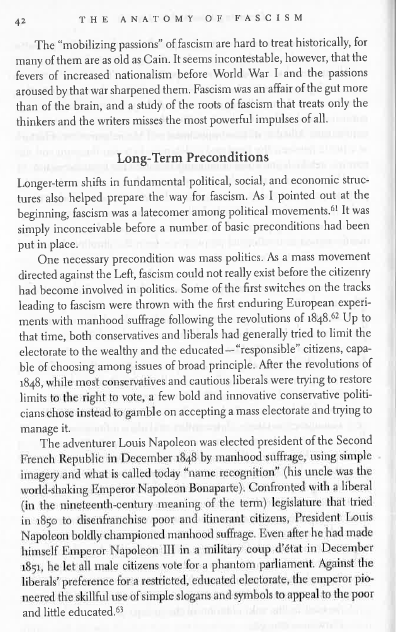 42 THE ANATOMY OF FASCISM
The “mobilizing passions” of fascism are hard to treat historically, for
many of them are as old as Cain. It seems incontestable, however, that the
fevers of increased nationalism before World War I and the passions
aroused by that war sharpened them. Fascism was an affair of the gut more
than of the brain, and a study of the roots of fascism that treats only the
thinkers and the writers misses the most powerful impulses of all.
Long-Term Preconditions
Longer-term shifts in fundamental political, social, and economic struc-
tures also helped prepare the way for fascism. As I pointed out at the
beginning, fascism was a latecomer among political movements.61 It was
simply inconceivable before a number of basic preconditions had been
put in place.
One necessary precondition was mass politics. As a mass movement
directed against the Left, fascism could not really exist before the citizenry
had become involved in politics. Some of the first switches on the tracks
leading to fascism were thrown with the first enduring European experi-
ments with manhood suffrage following the revolutions of 1848.62 Up to
that time, both conservatives and liberals had generally tried to limit the
electorate to the wealthy and the educated—“responsible” citizens, capa-
ble of choosing among issues of broad principle. After the revolutions of
1848, while most conservatives and cautious liberals were trying to restore
limits to the right to vote, a few bold and innovative conservative politi-
cians chose instead to gamble on accepting a mass electorate and trying to
manage it.
The adventurer Louis Napoleon was elected president of the Second
French Republic in December 1848 by manhood suffrage, using simple
imagery and what is called today “name recognition” (his uncle was the
world-shaking Emperor Napoleon Bonaparte). Confronted with a liberal
(in the nineteenth-century meaning of the term) legislature that tried
in 1850 to disenfranchise poor and itinerant citizens, President Louis
Napoleon boldly championed manhood suffrage. Even after he had made
himself Emperor Napoleon III in a military coup d’état in December
1851, he let all male citizens vote for a phantom parliament. Against the
liberals’ preference for a restricted, educated electorate, the emperor pio-
neered the skillful use of simple slogans and symbols to appeal to the poor
and little educated.63